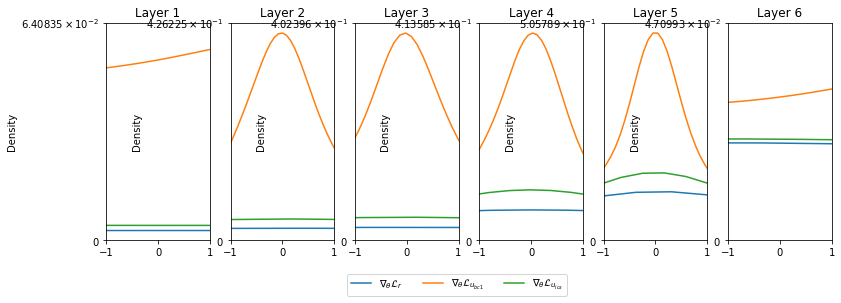 Layer 1 Layer 2 Layer 3 Layer 4 Layer 5 Layer 6
6.40835×10⁻² 4.26225×10⁻¹ 4.02396×10⁻¹ 4.13585×10⁻¹ 5.05789×10⁻¹ 4.70993×10⁻²
Density Density Density Density Density Density
0 0 0 0 0 0
−1 0 1 −1 0 1 −1 0 1 −1 0 1 −1 0 1 −1 0 1
∇θℒr ∇θℒu_bc1 ∇θℒu_ics